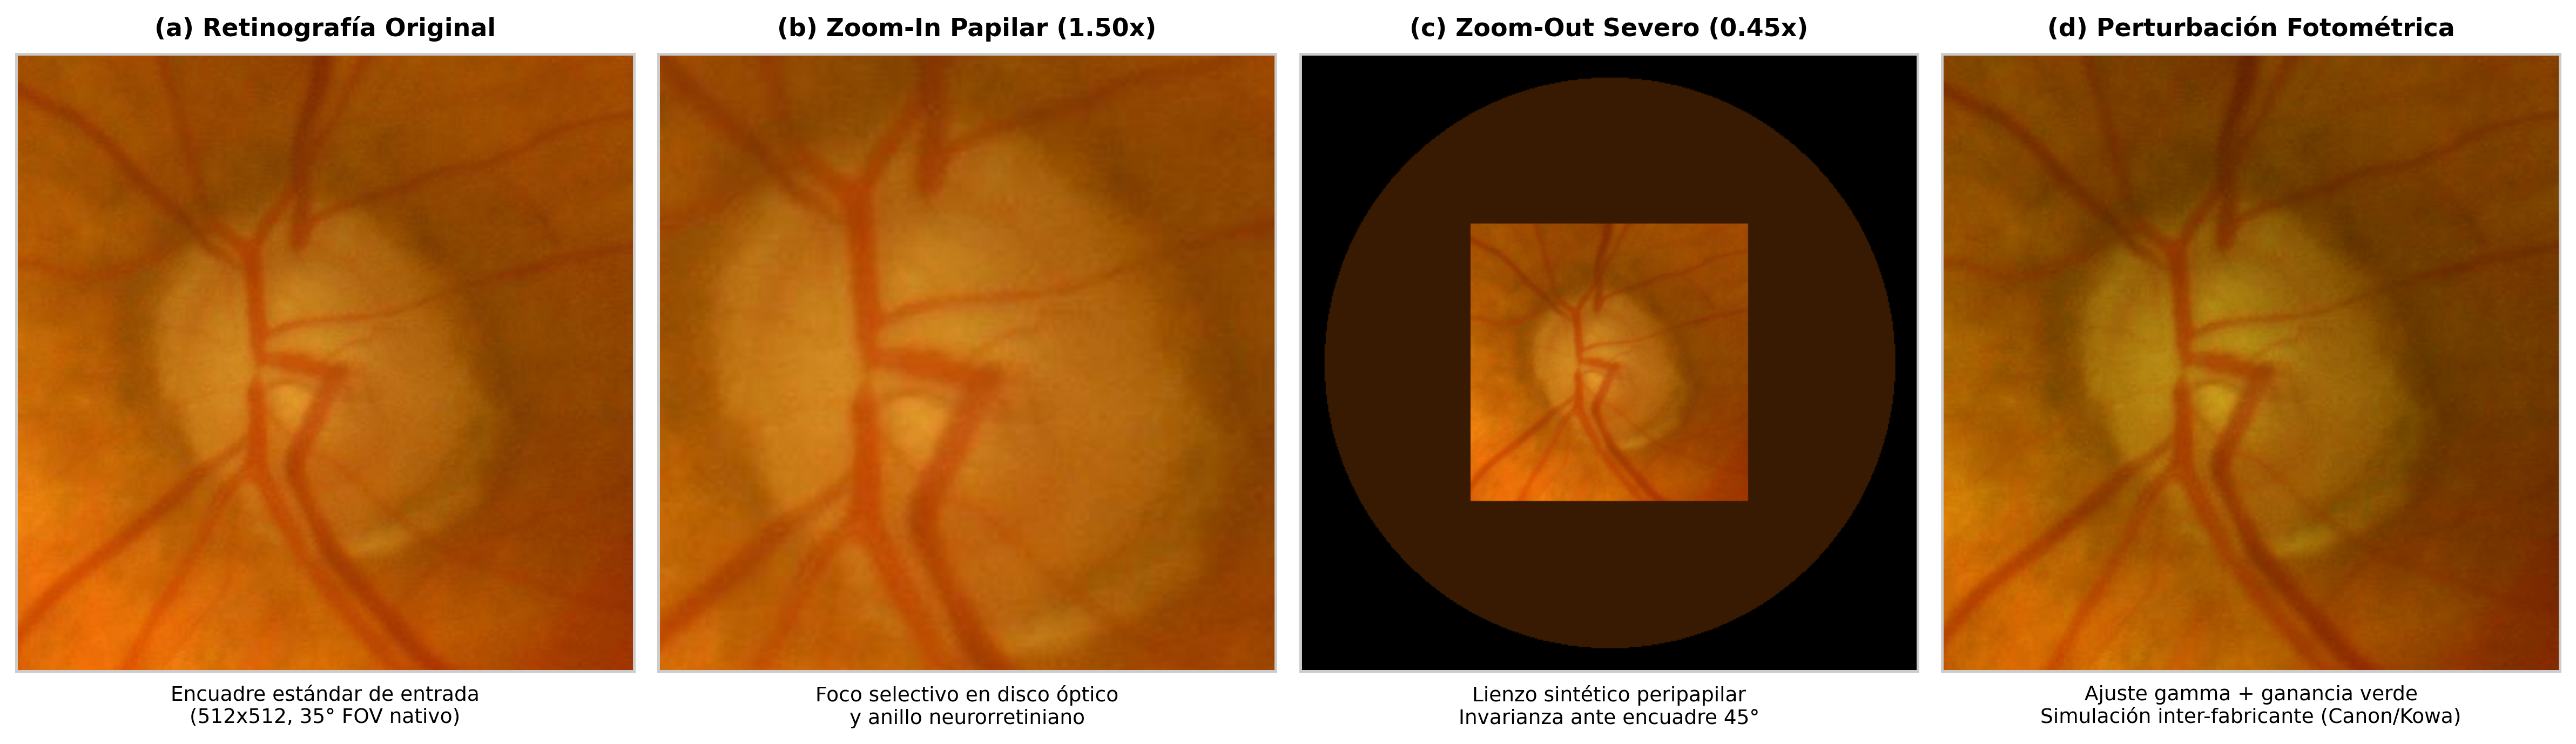 (a) Retinografía Original
(b) Zoom-In Papilar (1.50x)
(c) Zoom-Out Severo (0.45x)
(d) Perturbación Fotométrica
Encuadre estándar de entrada
(512x512, 35° FOV nativo)
Foco selectivo en disco óptico
y anillo neurorretiniano
Lienzo sintético peripapilar
Invarianza ante encuadre 45°
Ajuste gamma + ganancia verde
Simulación inter-fabricante (Canon/Kowa)